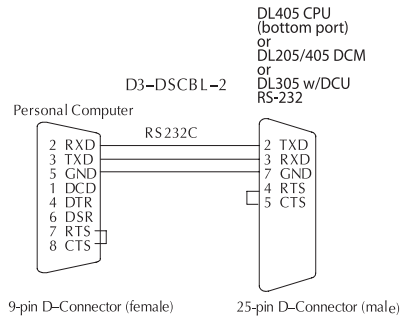 DL405 CPU
(bottom port)
or
DL205/405 DCM
or
DL305 w/DCU
RS-232
D3–DSCBL–2
Personal Computer
RS232C
2 RXD
3 TXD
5 GND
1 DCD
4 DTR
6 DSR
7 RTS
8 CTS
2 TXD
3 RXD
7 GND
4 RTS
5 CTS
9-pin D–Connector (female)
25-pin D–Connector (male)